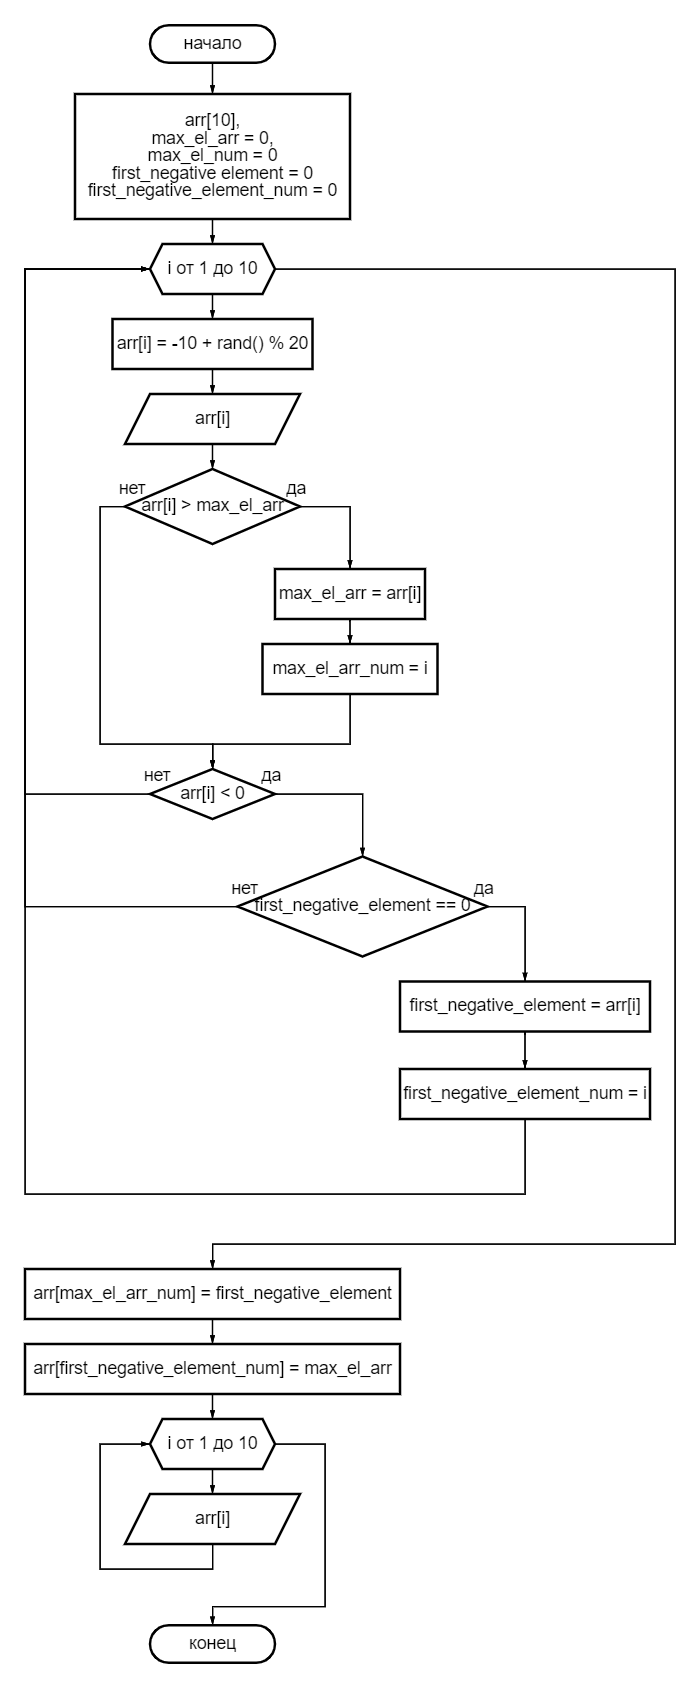 начало
arr[10],
max_el_arr = 0,
max_el_num = 0
first_negative element = 0
first_negative_element_num = 0
i от 1 до 10
arr[i] = -10 + rand() % 20
arr[i]
нет
да
arr[i] > max_el_arr
max_el_arr = arr[i]
max_el_arr_num = i
нет
да
arr[i] < 0
нет
да
first_negative_element == 0
first_negative_element = arr[i]
first_negative_element_num = i
arr[max_el_arr_num] = first_negative_element
arr[first_negative_element_num] = max_el_arr
i от 1 до 10
arr[i]
конец